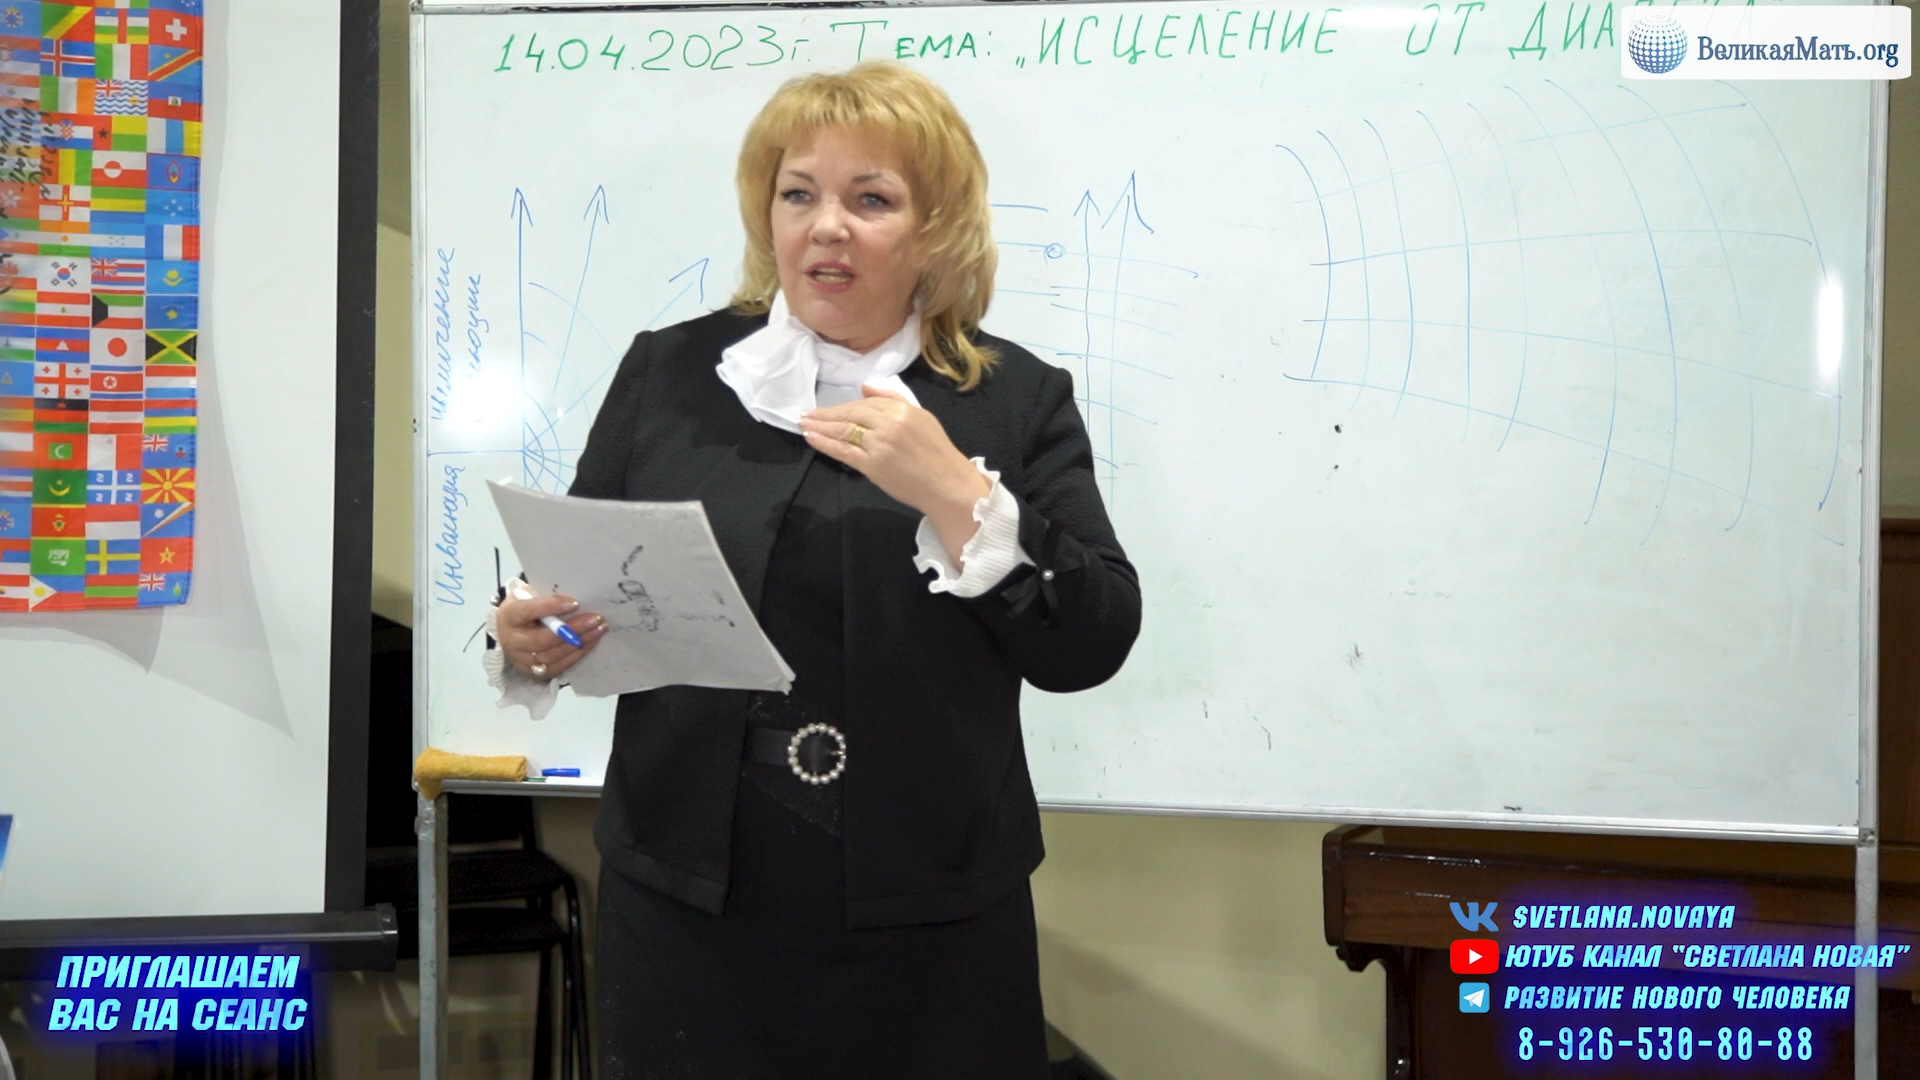 14.04.2023г. Тема: „ИСЦЕЛЕНИЕ ОТ
ВеликаяМать.org
Инволюция
ПРИГЛАШАЕМ
ВАС НА СЕАНС
SVETLANA.NOVAYA
ЮТУБ КАНАЛ “СВЕТЛАНА НОВАЯ”
РАЗВИТИЕ НОВОГО ЧЕЛОВЕКА
8-926-530-80-88